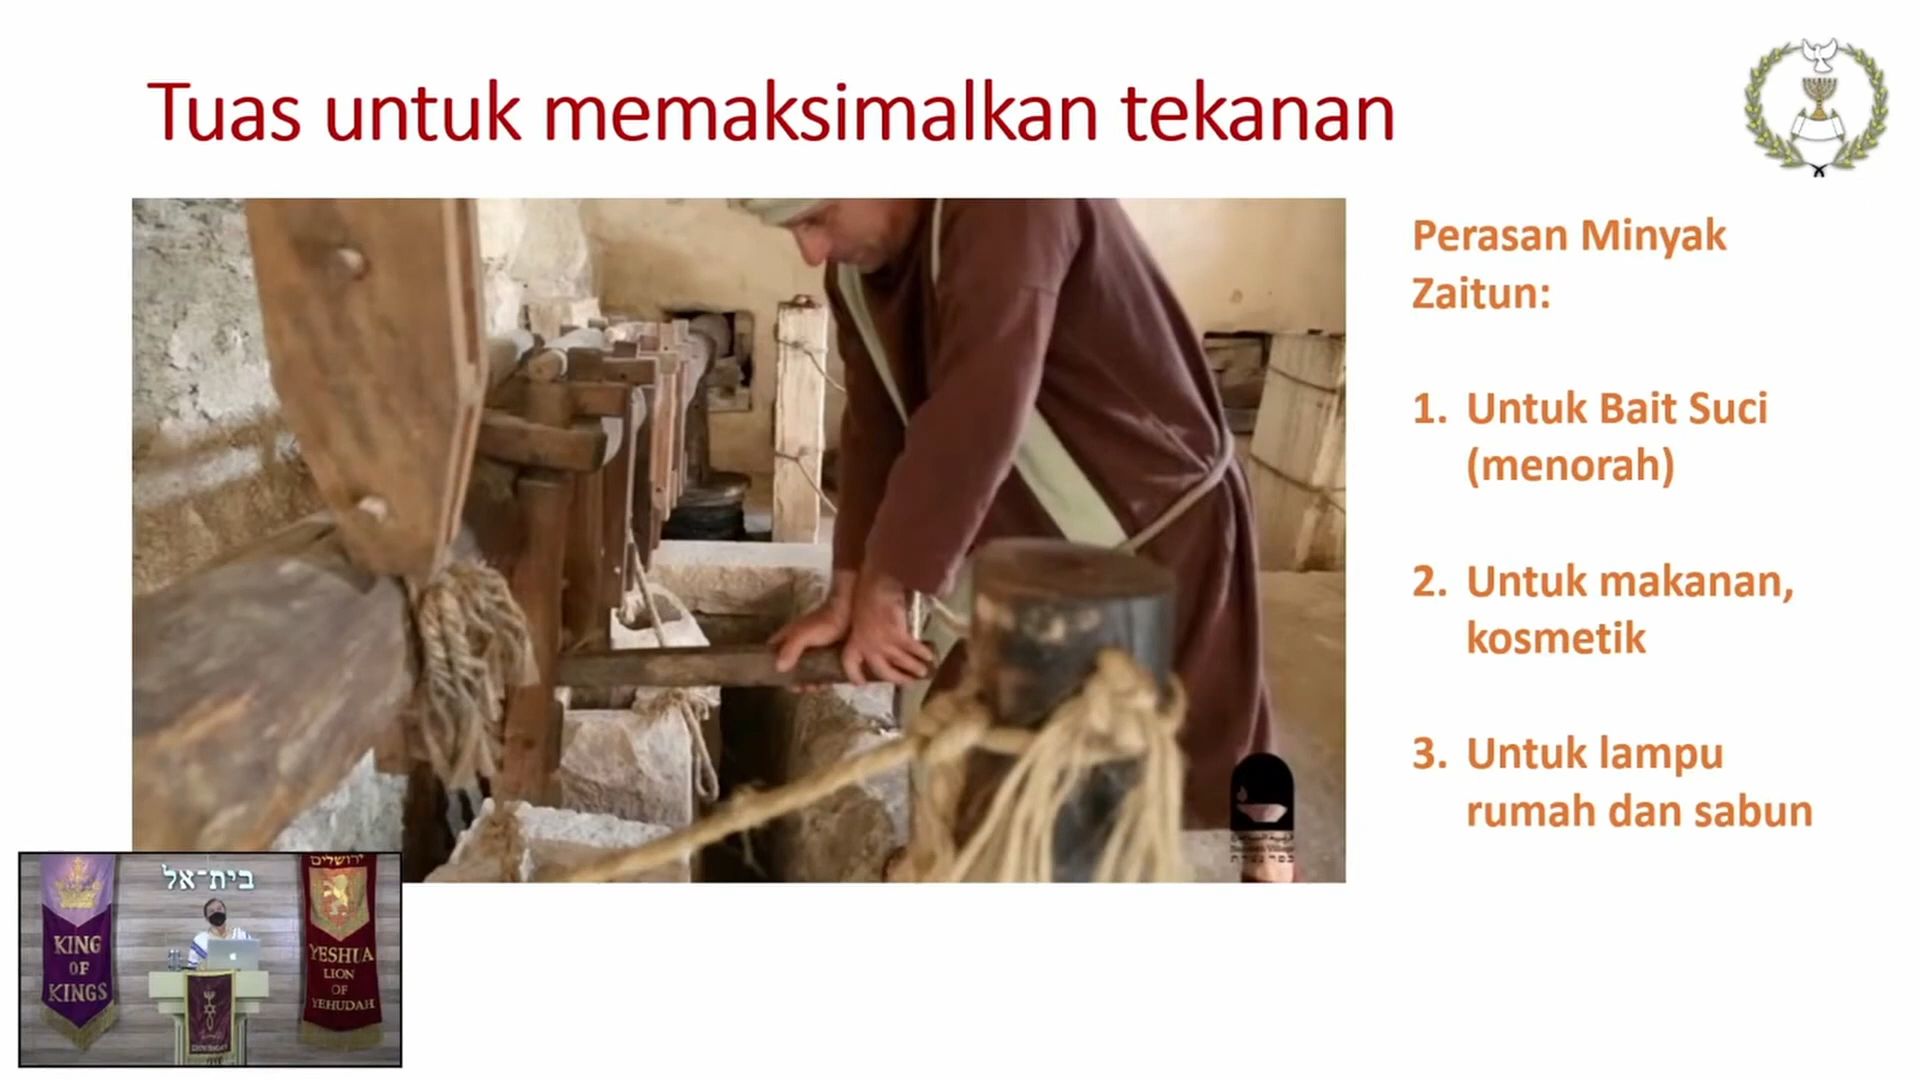 Tuas untuk memaksimalkan tekanan
Perasan Minyak
Zaitun:
1. Untuk Bait Suci
(menorah)
2. Untuk makanan,
kosmetik
3. Untuk lampu
rumah dan sabun
בית־אל
KING
OF
KINGS
ירושלים
YESHUA
LION
OF
YEHUDAH